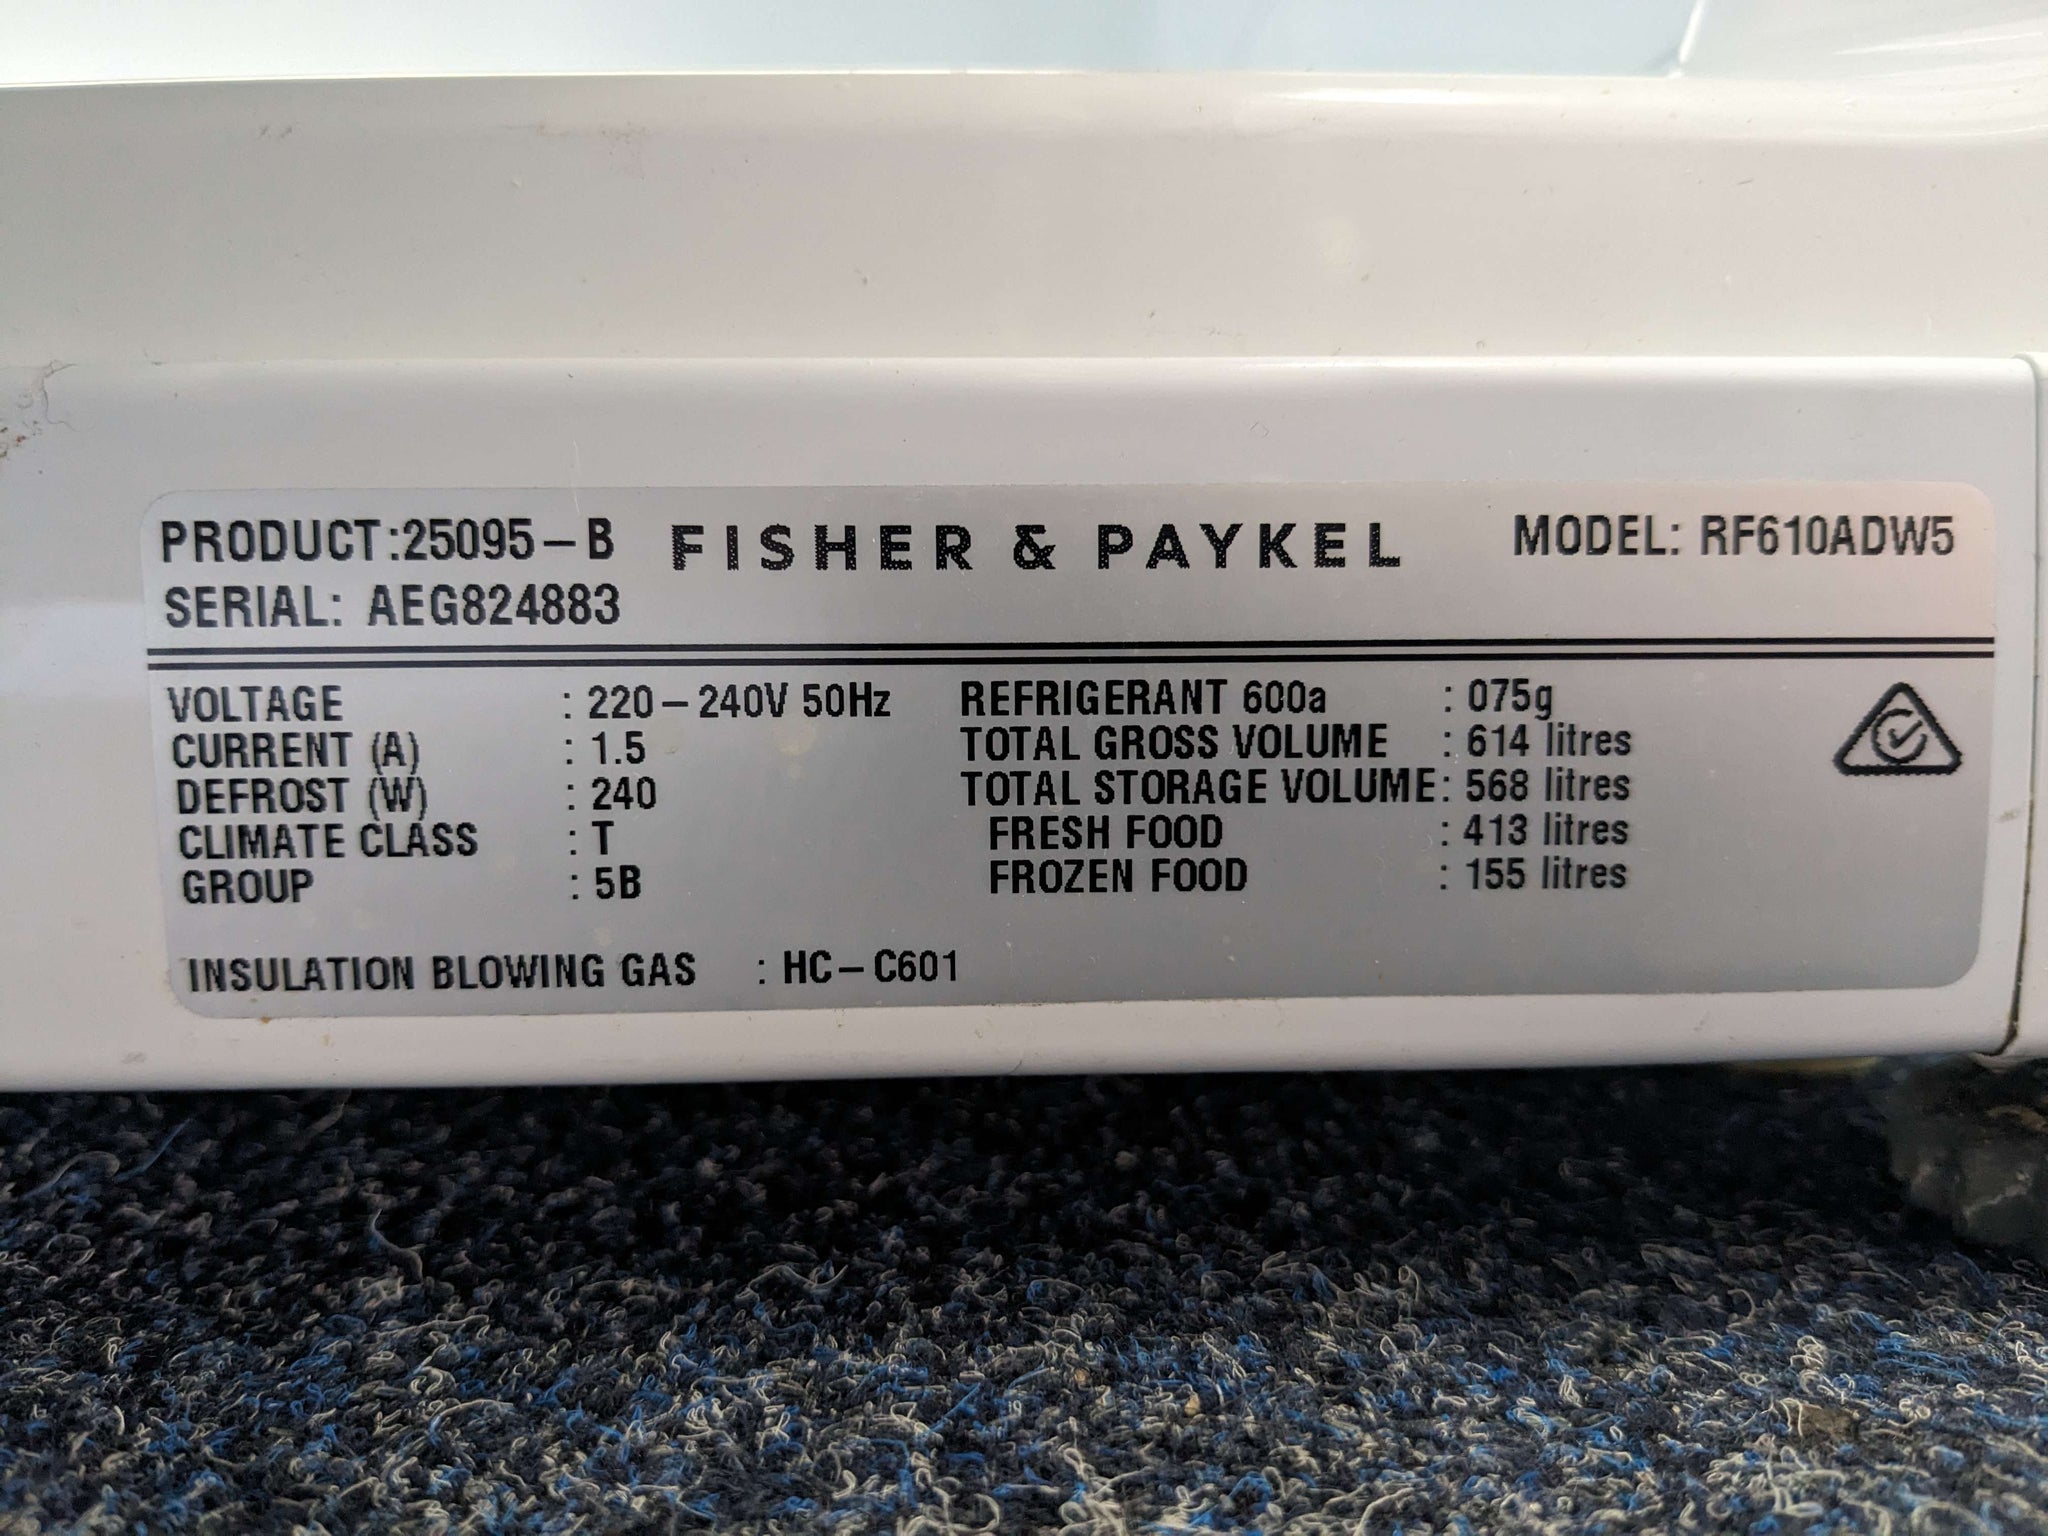 PRODUCT:25095-B FISHER & PAYKEL MODEL: RF610ADW5
SERIAL: AEG824883
VOLTAGE : 220-240V 50Hz REFRIGERANT 600a : 075g
CURRENT (A) : 1.5 TOTAL GROSS VOLUME : 614 litres
DEFROST (W) : 240 TOTAL STORAGE VOLUME: 568 litres
CLIMATE CLASS : T FRESH FOOD : 413 litres
GROUP : 5B FROZEN FOOD : 155 litres
INSULATION BLOWING GAS : HC-C601